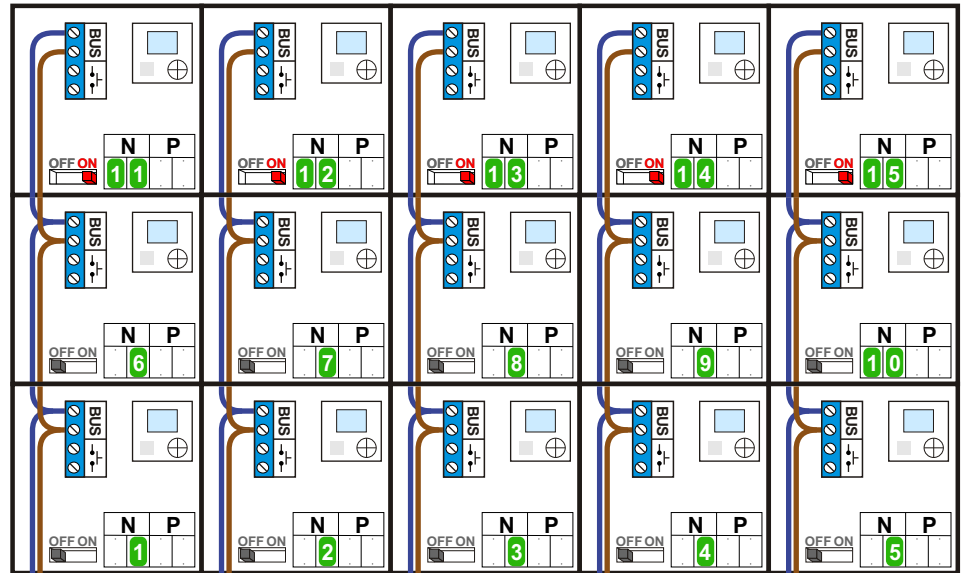 BUS BUS BUS BUS BUS
N P N P N P N P N P
OFF ON 11 OFF ON 12 OFF ON 13 OFF ON 14 OFF ON 15
BUS BUS BUS BUS BUS
N P N P N P N P N P
OFF ON 6 OFF ON 7 OFF ON 8 OFF ON 9 OFF ON 10
BUS BUS BUS BUS BUS
N P N P N P N P N P
OFF ON 1 OFF ON 2 OFF ON 3 OFF ON 4 OFF ON 5